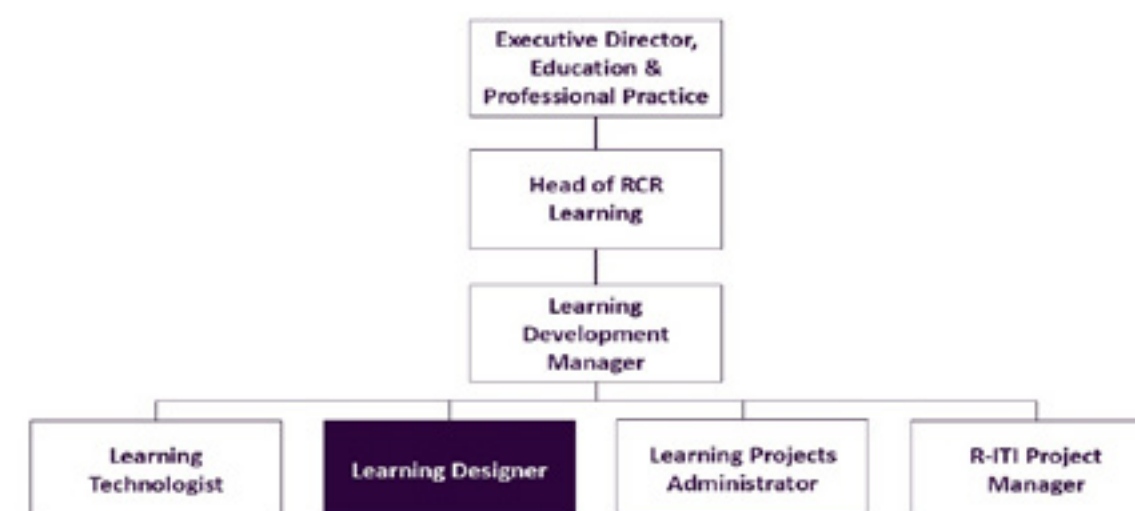 Executive Director,
Education &
Professional Practice
Head of RCR
Learning
Learning
Development
Manager
Learning
Technologist
Learning Designer
Learning Projects
Administrator
R-ITI Project
Manager